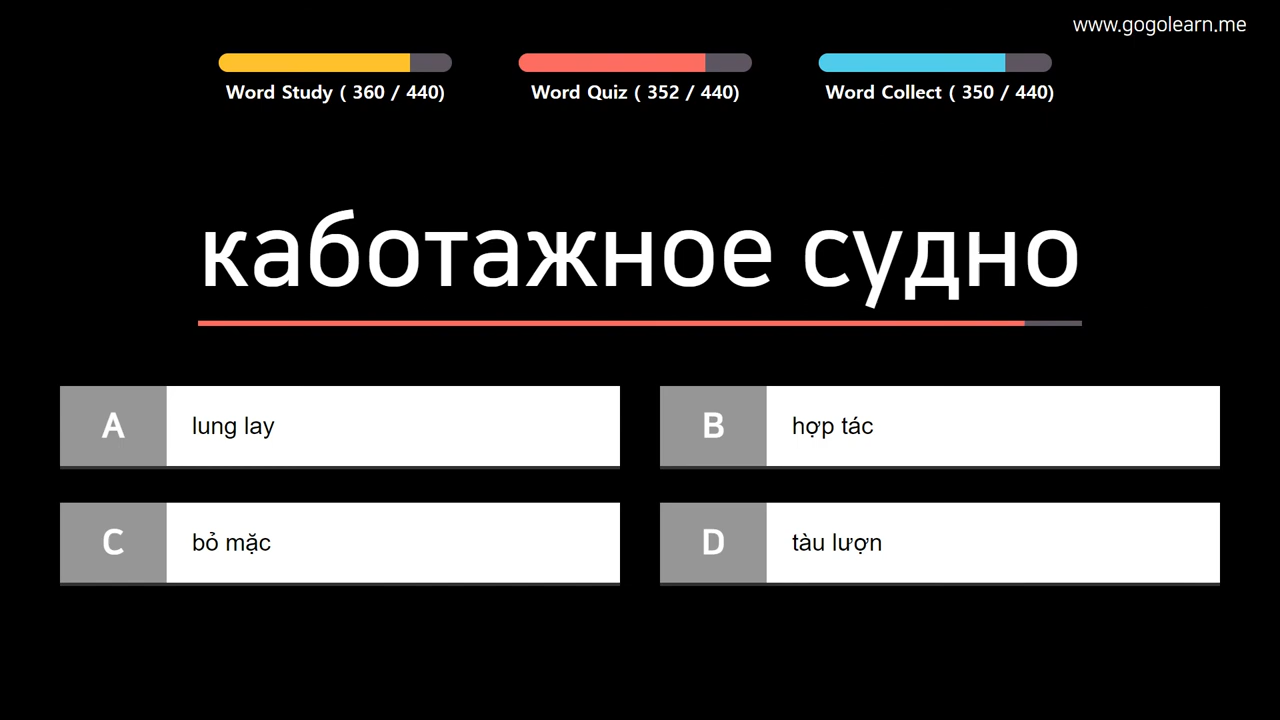 www.gogolearn.me
Word Study ( 360 / 440)
Word Quiz ( 352 / 440)
Word Collect ( 350 / 440)
каботажное судно
A lung lay
B hợp tác
C bỏ mặc
D tàu lượn